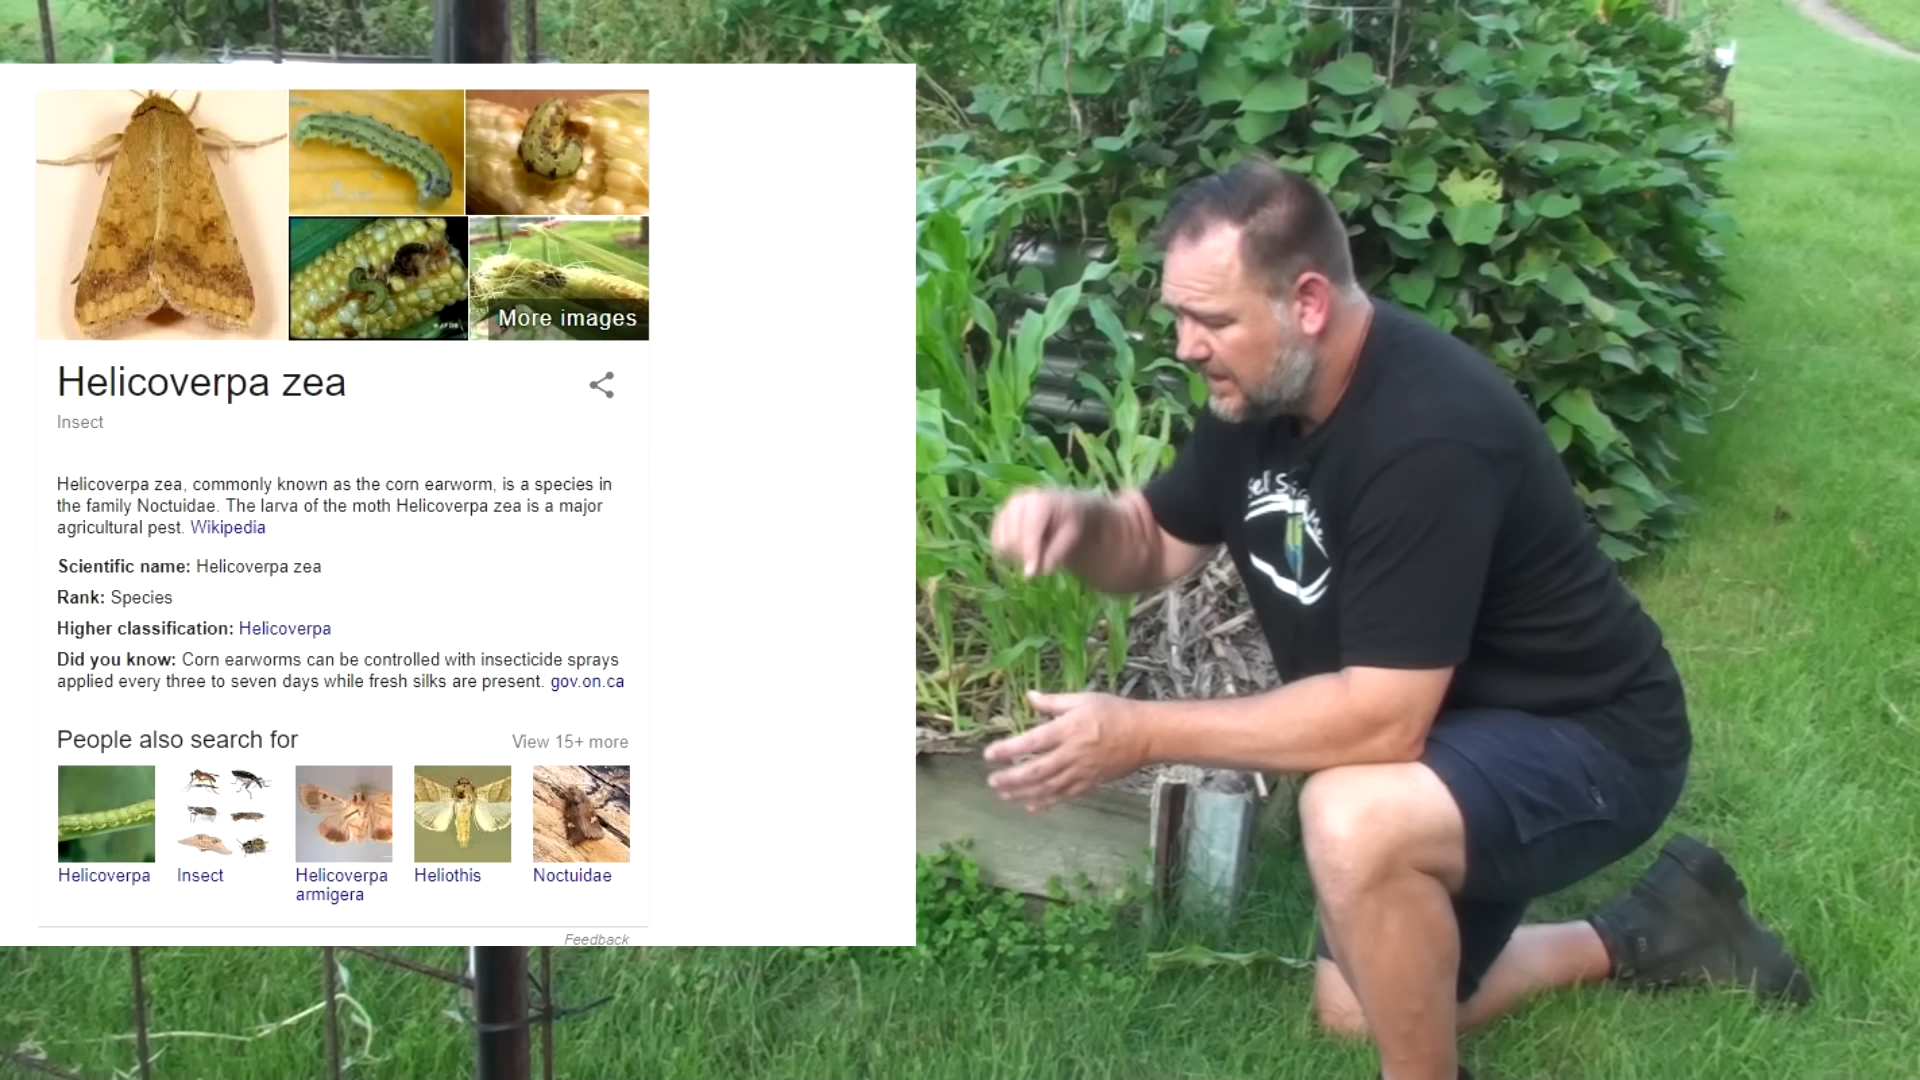 More images
Helicoverpa zea
Insect
Helicoverpa zea, commonly known as the corn earworm, is a species in
the family Noctuidae. The larva of the moth Helicoverpa zea is a major
agricultural pest. Wikipedia
Scientific name: Helicoverpa zea
Rank: Species
Higher classification: Helicoverpa
Did you know: Corn earworms can be controlled with insecticide sprays
applied every three to seven days while fresh silks are present. gov.on.ca
People also search for
View 15+ more
Helicoverpa
Insect
Helicoverpa
armigera
Heliothis
Noctuidae
Feedback